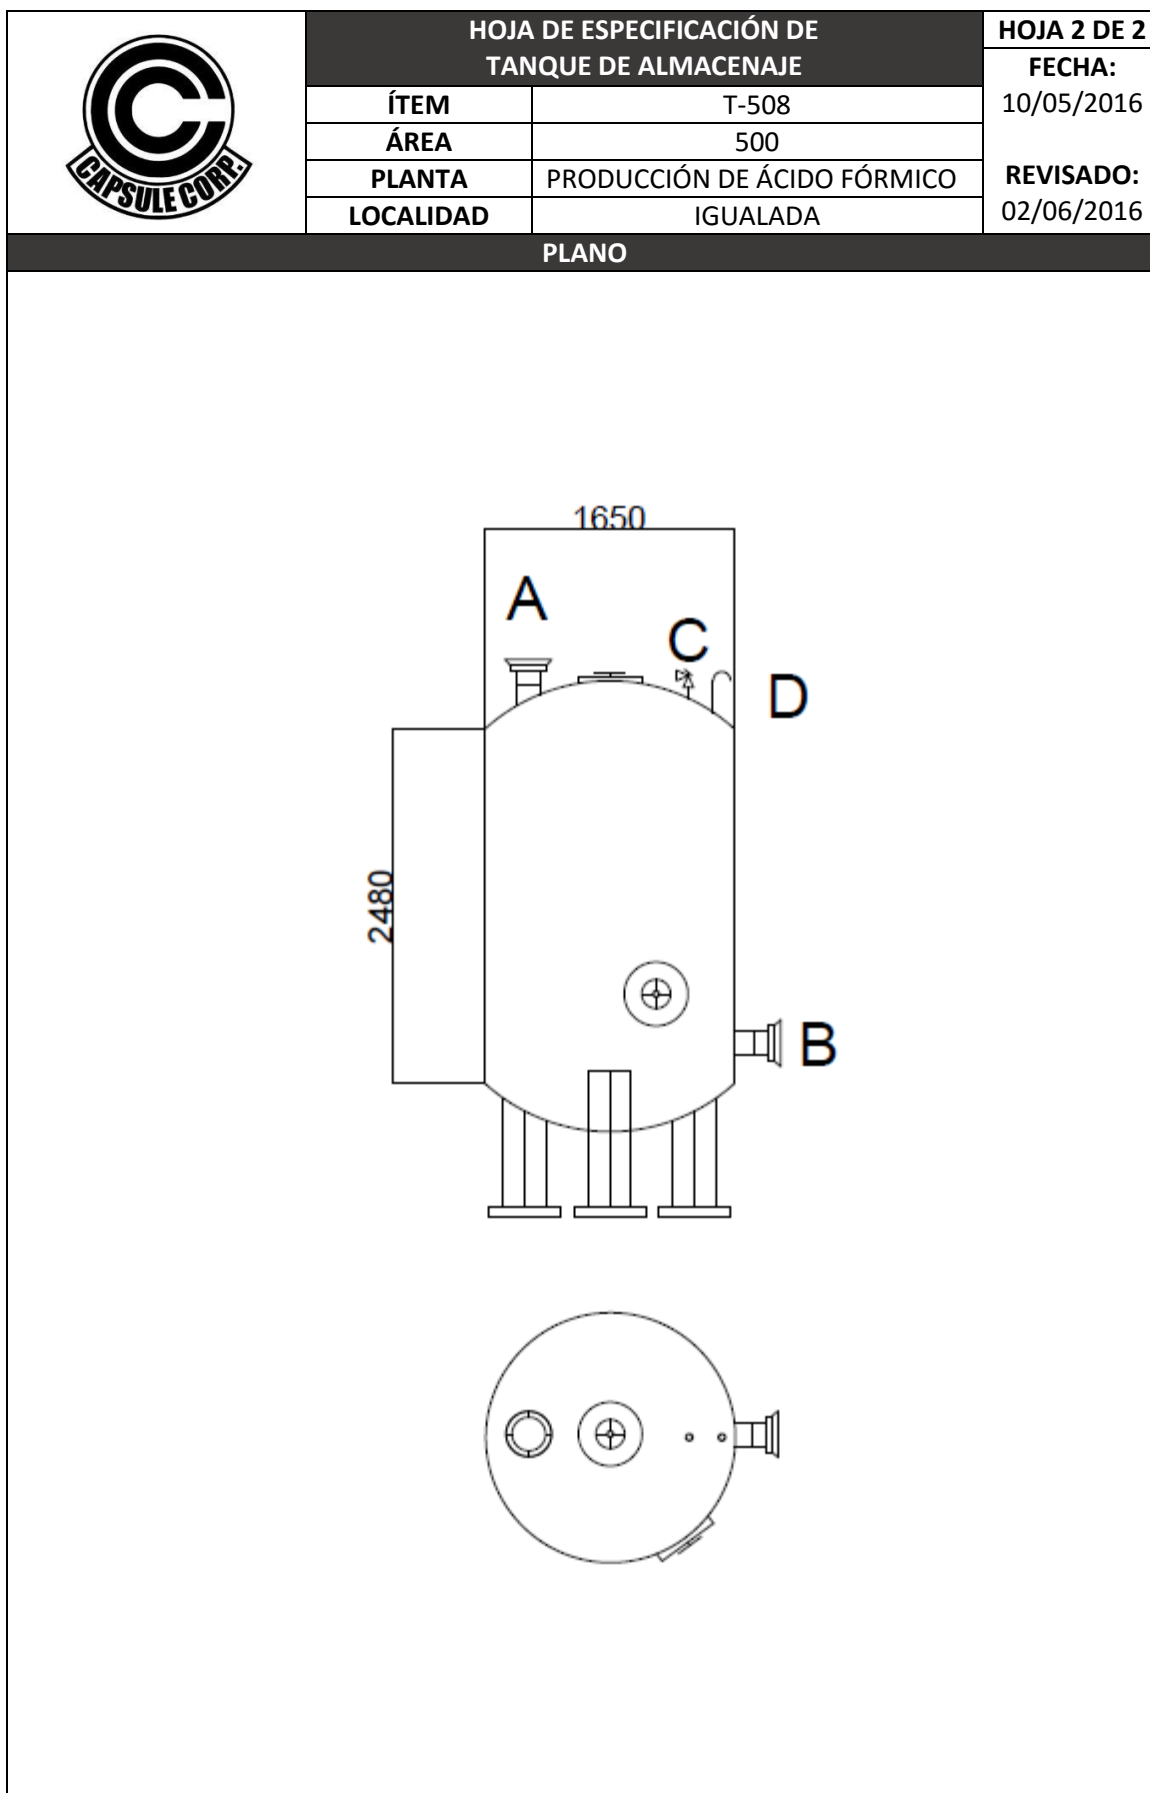 CAPSULE CORP.
HOJA DE ESPECIFICACIÓN DE
TANQUE DE ALMACENAJE
HOJA 2 DE 2
FECHA:
10/05/2016
ÍTEM T-508
ÁREA 500
PLANTA PRODUCCIÓN DE ÁCIDO FÓRMICO
REVISADO:
LOCALIDAD IGUALADA
02/06/2016
PLANO
1650
A
C
D
2480
B